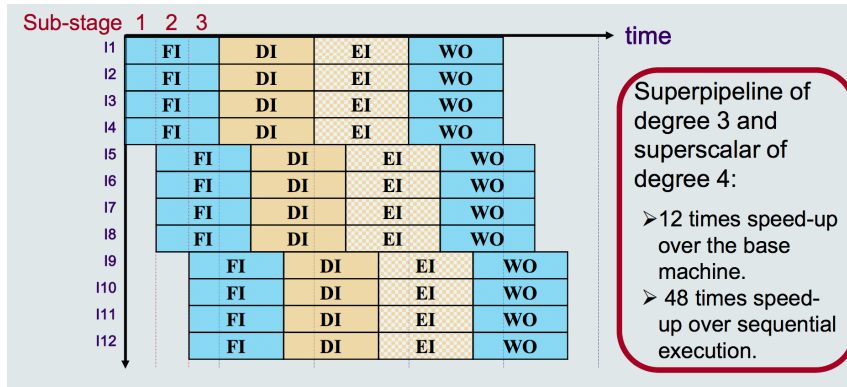 Sub-stage 1 2 3
time
I1 FI DI EI WO
I2 FI DI EI WO
I3 FI DI EI WO
I4 FI DI EI WO
I5 FI DI EI WO
I6 FI DI EI WO
I7 FI DI EI WO
I8 FI DI EI WO
I9 FI DI EI WO
I10 FI DI EI WO
I11 FI DI EI WO
I12 FI DI EI WO
Superpipeline of
degree 3 and
superscalar of
degree 4:
➢12 times speed-up
over the base
machine.
➢ 48 times speed-
up over sequential
execution.